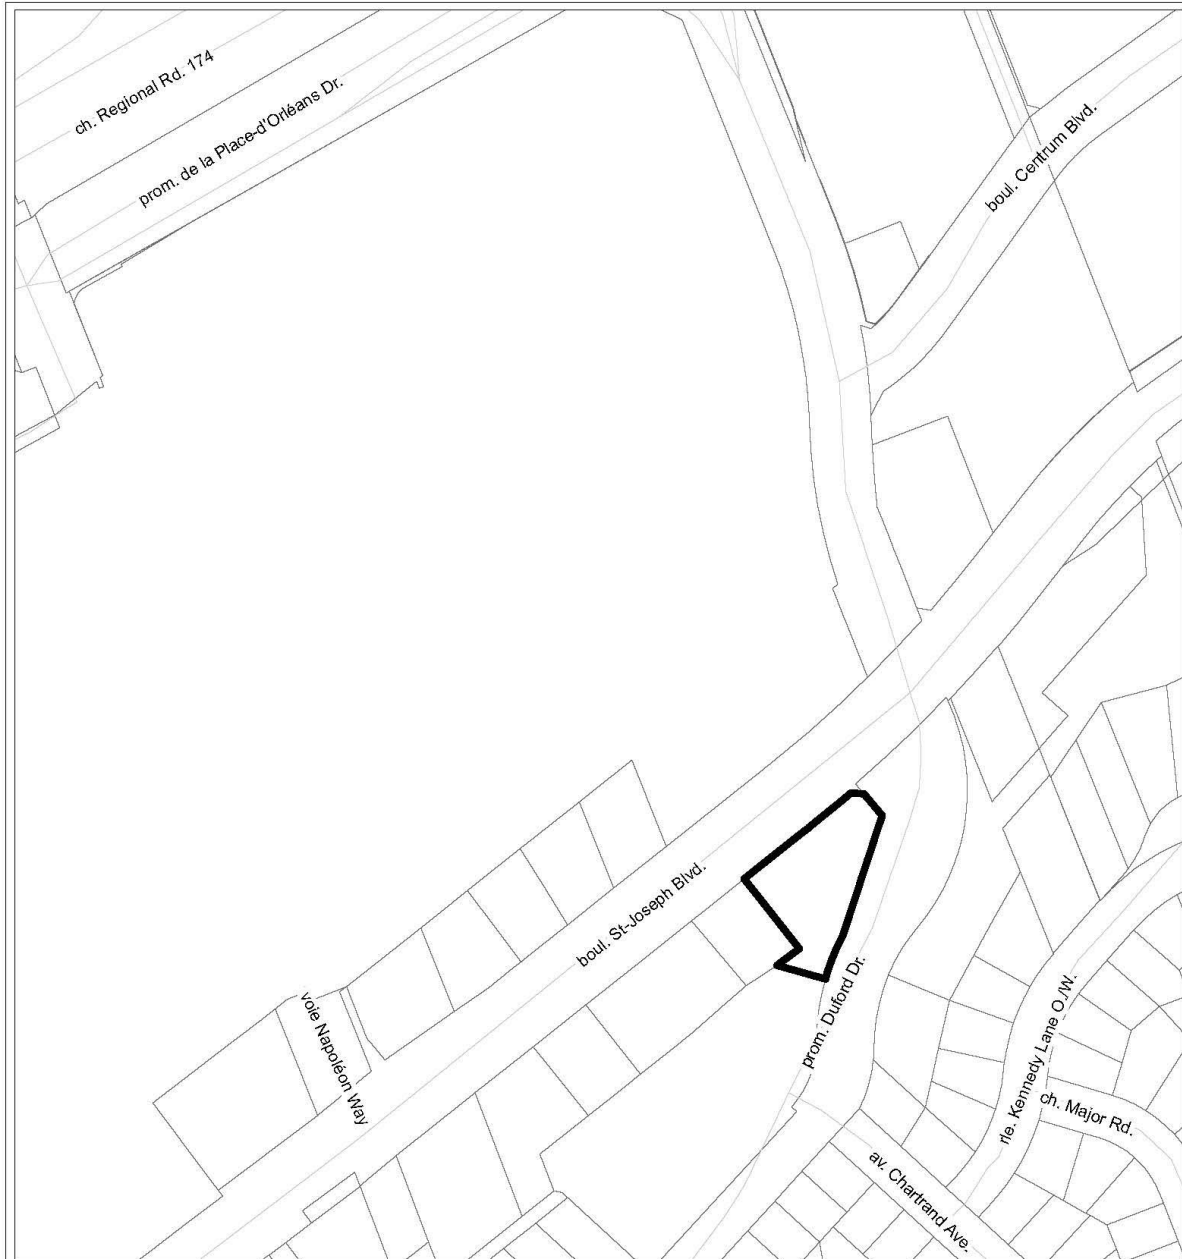 ch. Regional Rd. 174
prom. de la Place-d'Orléans Dr.
boul. Centrum Blvd.
boul. St-Joseph Blvd.
voie Napoléon Way
prom. Duford Dr.
rle. Kennedy Lane O./W.
ch. Major Rd.
av. Chartrand Ave.